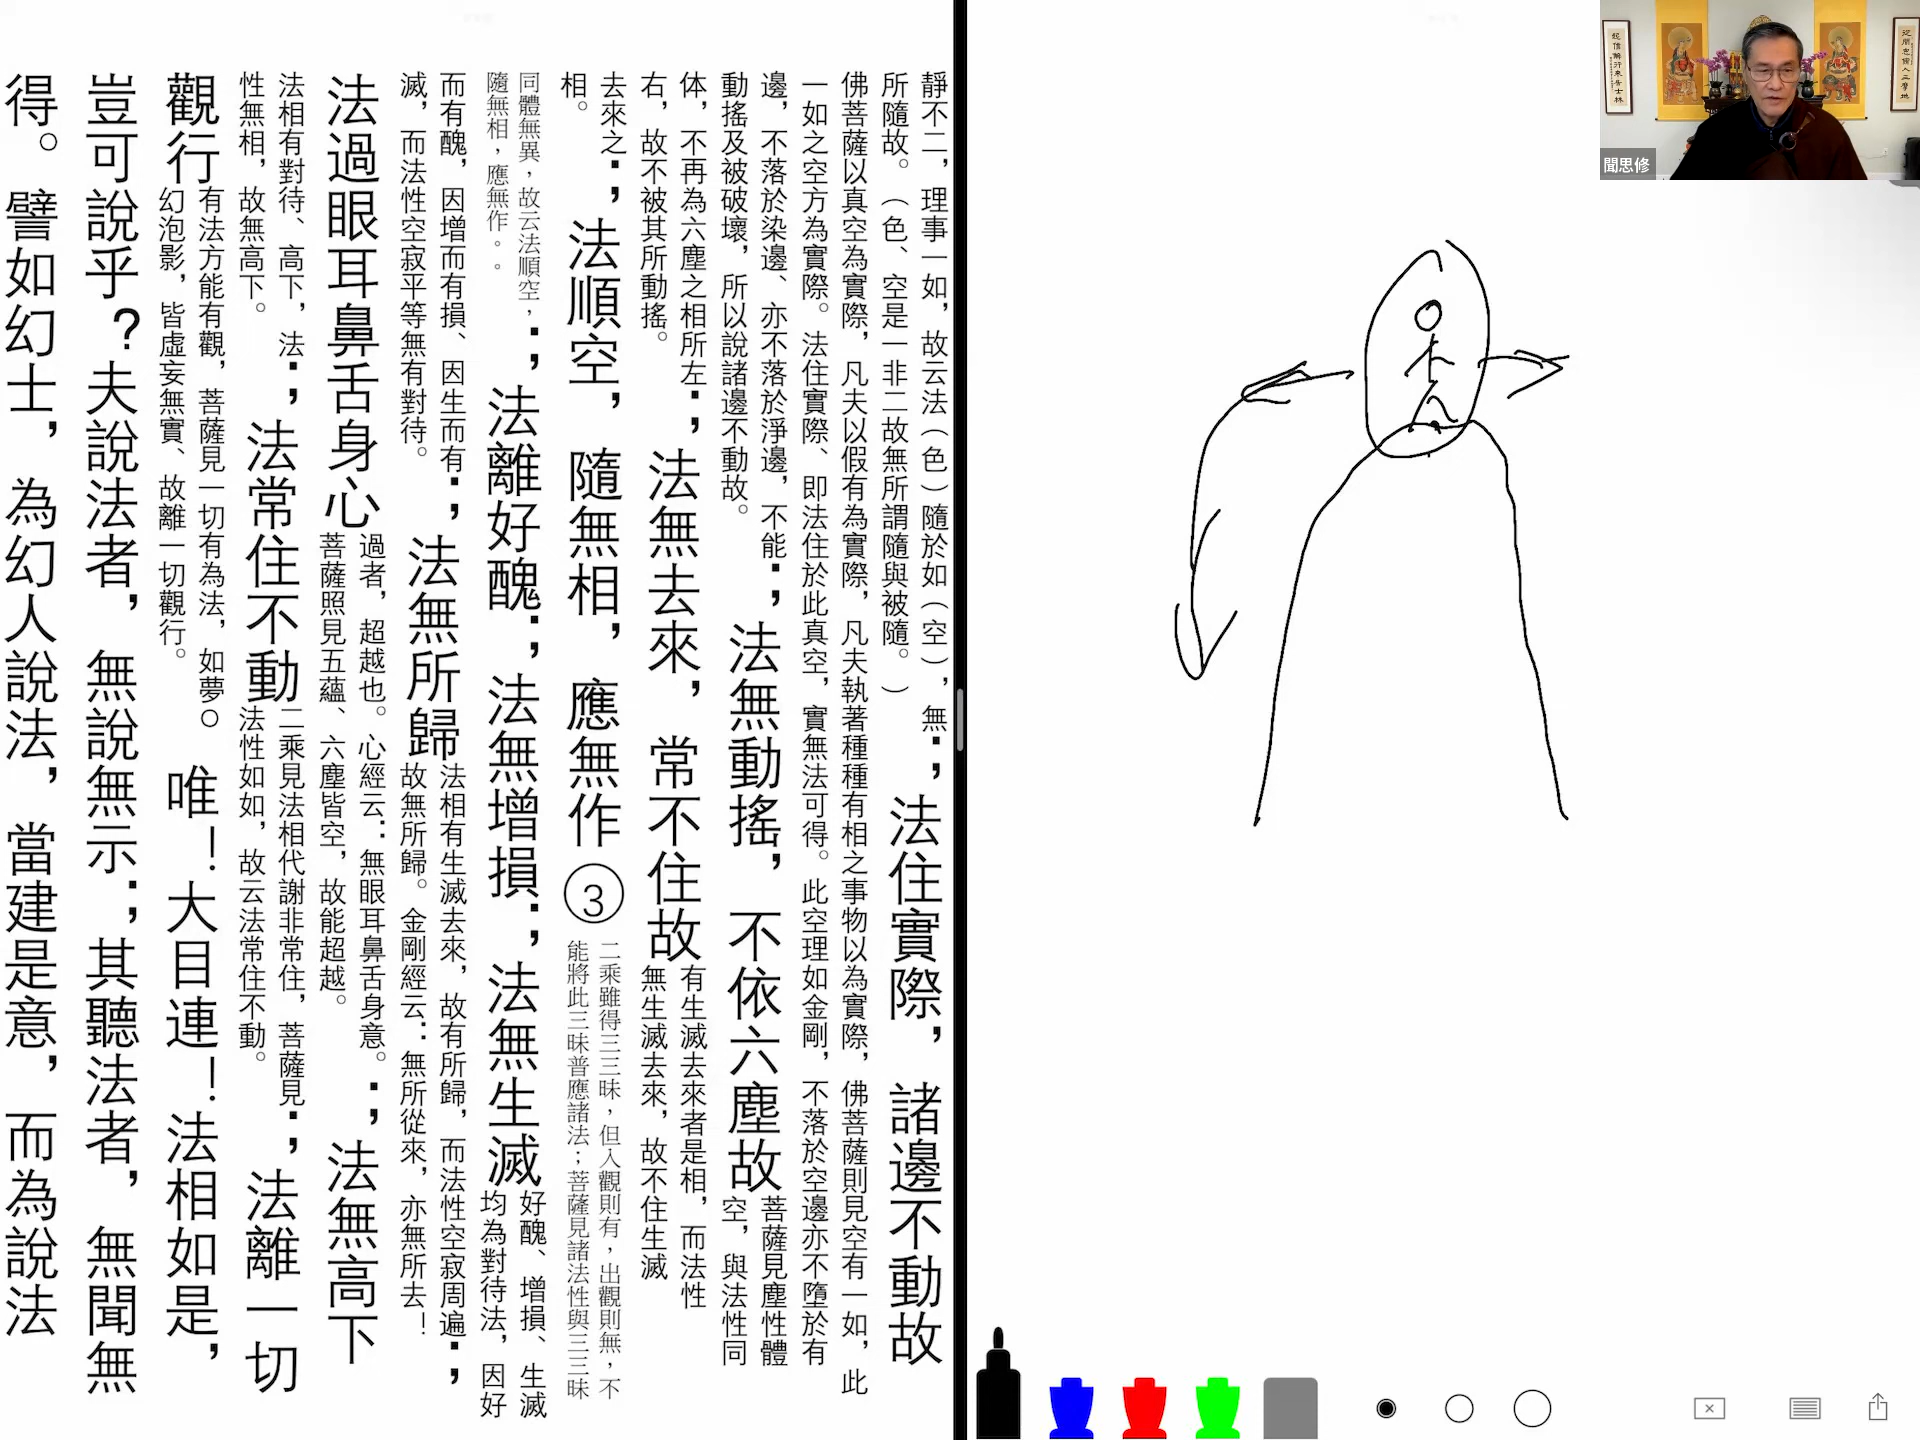 靜不二，理事一如，故云法（色）隨於如（空），無
所隨故。（色、空是一非二故無所謂隨與被隨。）
；法住實際，諸邊不動故
佛菩薩以真空為實際，凡夫以假有為實際，凡夫執著種種有相之事物以為實際，佛菩薩則見空有一如，此
一如之空方為實際。法住實際、即法住於此真空，實無法可得。此空理如金剛，不落於空邊亦不墮於有
邊，不落於染邊、亦不落於淨邊，不能
動搖及被破壞，所以說諸邊不動故。
；法無動搖，不依六塵故
菩薩見塵性體
空，與法性同
体，不再為六塵之相所左
右，故不被其所動搖。
；法無去來，常不住故
有生滅去來者是相，而法性
無生滅去來，故不住生滅
去來之
相。
；法順空，隨無相，應無作③
二乘雖得三三昧，但入觀則有，出觀則無，不
能將此三昧普應諸法；菩薩見諸法性與三三昧
同體無異，故云法順空，
隨無相，應無作。。
；法離好醜；法無增損；法無生滅
好醜、增損、生滅
均為對待法，因好
而有醜，因增而有損、因生而有
滅，而法性空寂平等無有對待。
；法無所歸
法相有生滅去來，故有所歸，而法性空寂周遍
故無所歸。金剛經云：無所從來，亦無所去！
；
法過眼耳鼻舌身心
過者，超越也。心經云：無眼耳鼻舌身意。
菩薩照見五蘊、六塵皆空，故能超越。
；法無高下
法相有對待、高下，法
性無相，故無高下。
；法常住不動
二乘見法相代謝非常住，菩薩見
法性如如，故云法常住不動。
；法離一切
觀行
有法方能有觀，菩薩見一切有為法，如夢
幻泡影，皆虛妄無實、故離一切觀行。
。唯！大目連！法相如是，
豈可說乎？夫說法者，無說無示；其聽法者，無聞無
得。譬如幻士，為幻人說法，當建是意，而為說法
聞思修